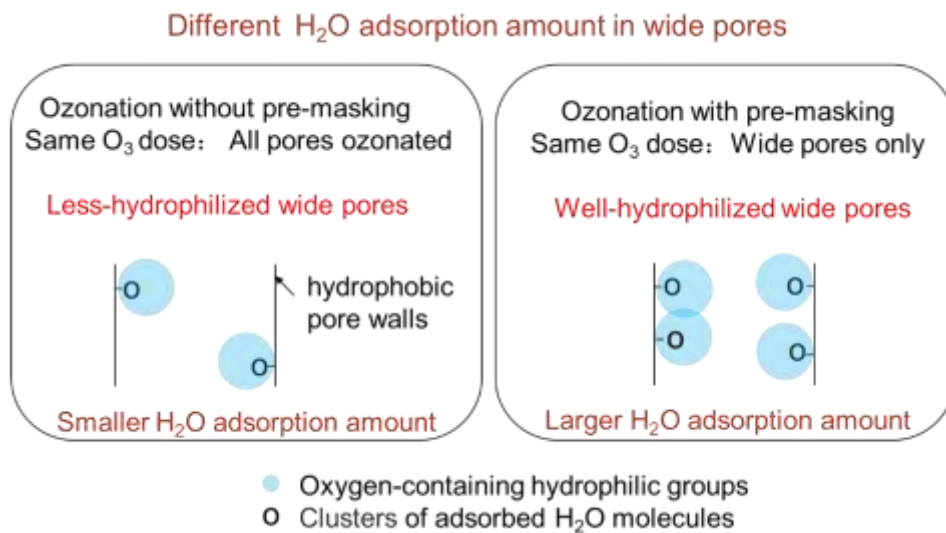 Different H₂O adsorption amount in wide pores
Ozonation without pre-masking
Same O₃ dose： All pores ozonated
Less-hydrophilized wide pores
O
hydrophobic
pore walls
O
Smaller H₂O adsorption amount
Ozonation with pre-masking
Same O₃ dose：Wide pores only
Well-hydrophilized wide pores
O O
O O
Larger H₂O adsorption amount
Oxygen-containing hydrophilic groups
O Clusters of adsorbed H₂O molecules